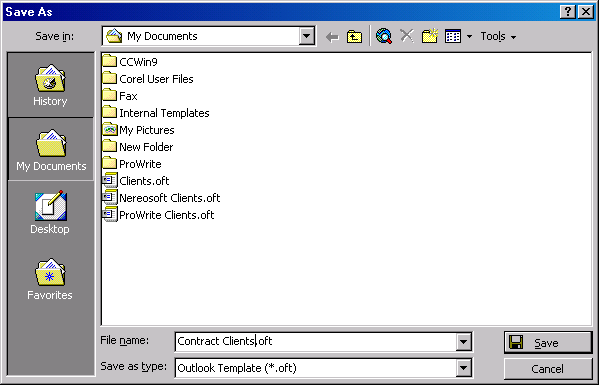 Save As
Save in: My Documents Tools
History
My Documents
Desktop
Favorites
CCWin9
Corel User Files
Fax
Internal Templates
My Pictures
New Folder
ProWrite
Clients.oft
Nereosoft Clients.oft
ProWrite Clients.oft
File name: Contract Clients.oft Save
Save as type: Outlook Template (*.oft) Cancel